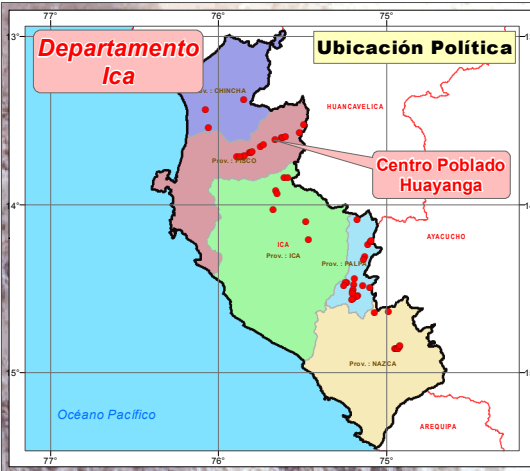 77°
76°
75°
Departamento
Ica
Ubicación Política
13°
HUANCAVELICA
Prov. : CHINCHA
Prov. : PISCO
Centro Poblado
Huayanga
14°
AYACUCHO
ICA
Prov. : ICA
Prov. : PALPA
Prov. : NAZCA
15°
Océano Pacífico
AREQUIPA
77°
76°
75°